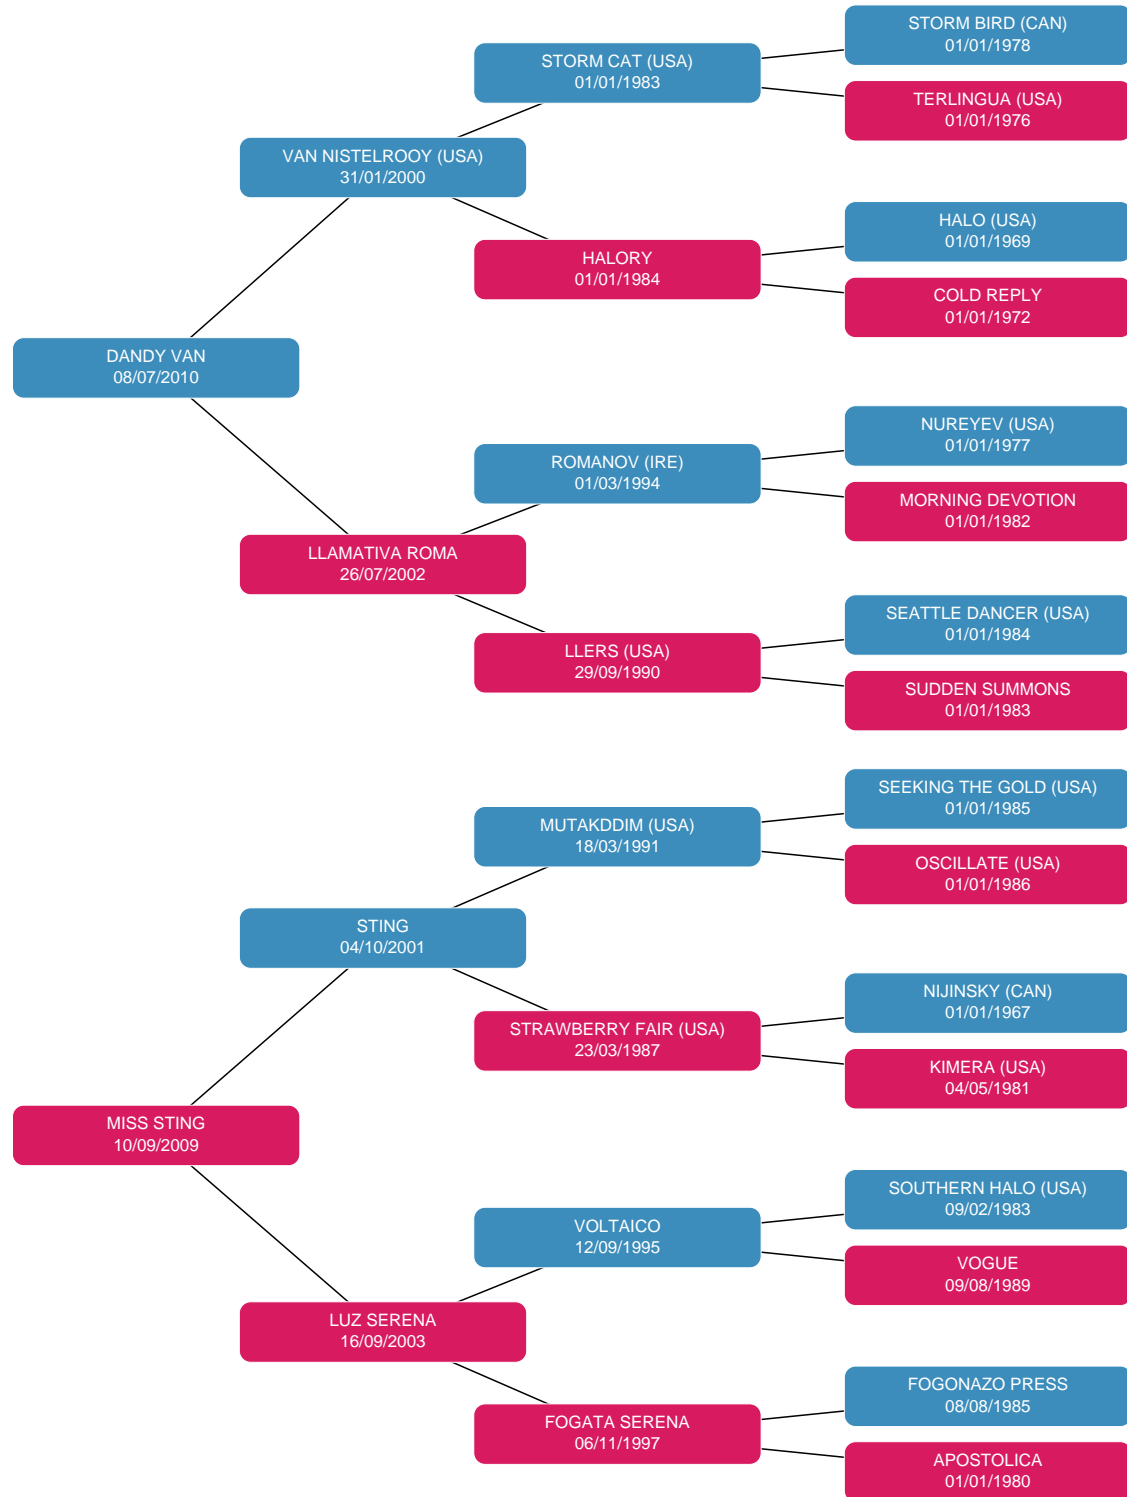 STORM BIRD (CAN)
01/01/1978
STORM CAT (USA)
01/01/1983
TERLINGUA (USA)
01/01/1976
VAN NISTELROOY (USA)
31/01/2000
HALO (USA)
01/01/1969
HALORY
01/01/1984
COLD REPLY
01/01/1972
DANDY VAN
08/07/2010
NUREYEV (USA)
01/01/1977
ROMANOV (IRE)
01/03/1994
MORNING DEVOTION
01/01/1982
LLAMATIVA ROMA
26/07/2002
SEATTLE DANCER (USA)
01/01/1984
LLERS (USA)
29/09/1990
SUDDEN SUMMONS
01/01/1983
SEEKING THE GOLD (USA)
01/01/1985
MUTAKDDIM (USA)
18/03/1991
OSCILLATE (USA)
01/01/1986
STING
04/10/2001
NIJINSKY (CAN)
01/01/1967
STRAWBERRY FAIR (USA)
23/03/1987
KIMERA (USA)
04/05/1981
MISS STING
10/09/2009
SOUTHERN HALO (USA)
09/02/1983
VOLTAICO
12/09/1995
VOGUE
09/08/1989
LUZ SERENA
16/09/2003
FOGONAZO PRESS
08/08/1985
FOGATA SERENA
06/11/1997
APOSTOLICA
01/01/1980